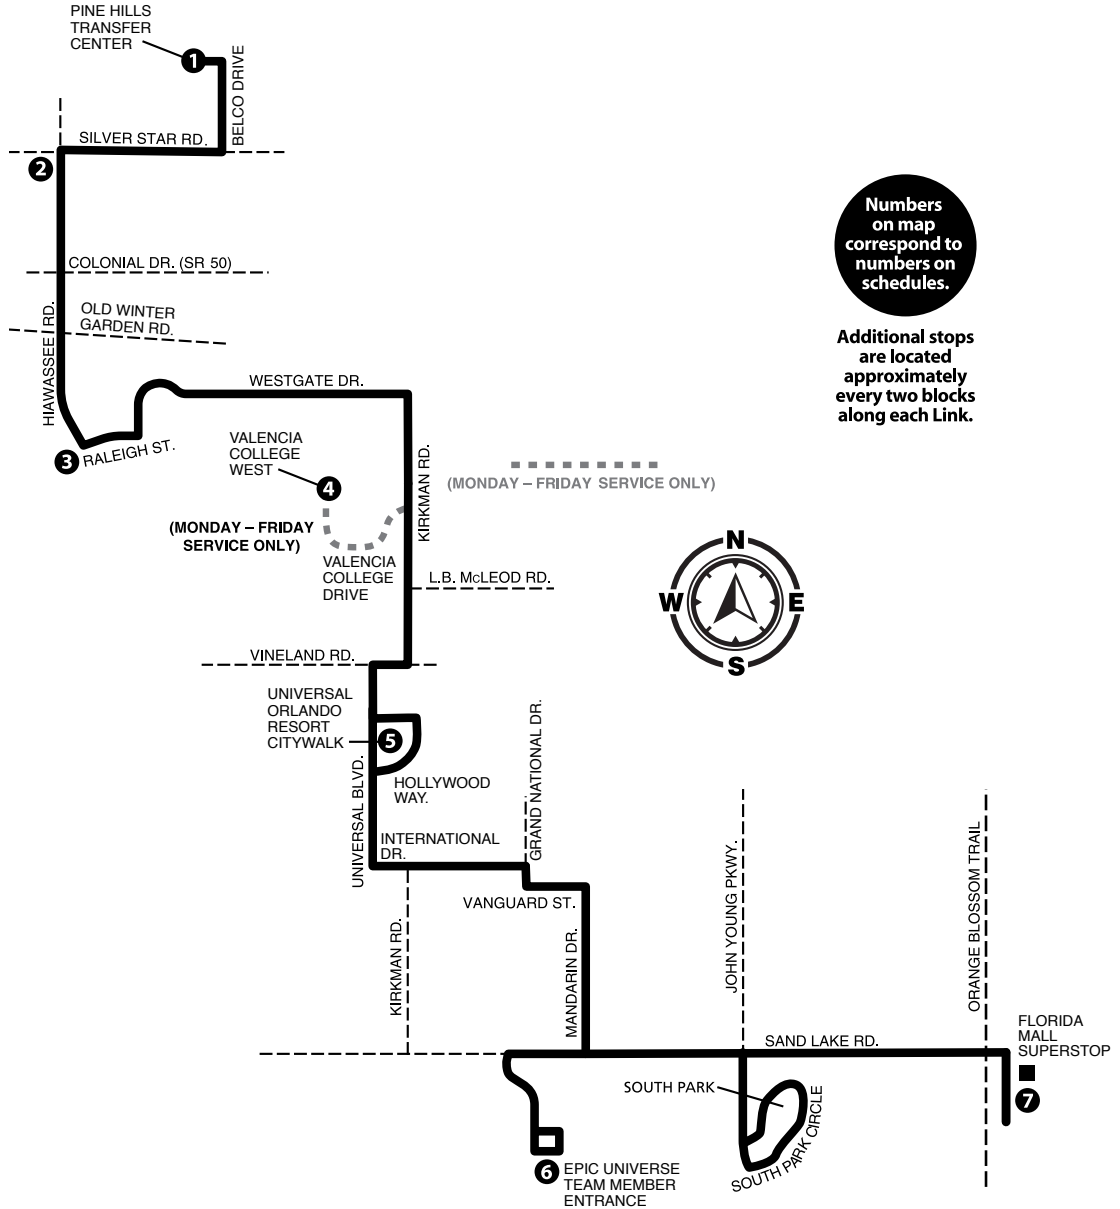 PINE HILLS
TRANSFER
CENTER
1
BELCO DRIVE
SILVER STAR RD.
2
COLONIAL DR. (SR 50)
OLD WINTER
GARDEN RD.
HIAWASSEE RD.
WESTGATE DR.
3
RALEIGH ST.
VALENCIA
COLLEGE
WEST
4
(MONDAY – FRIDAY
SERVICE ONLY)
VALENCIA
COLLEGE
DRIVE
KIRKMAN RD.
(MONDAY – FRIDAY SERVICE ONLY)
L.B. McLEOD RD.
Numbers
on map
correspond to
numbers on
schedules.
Additional stops
are located
approximately
every two blocks
along each Link.
N
W
E
S
VINELAND RD.
UNIVERSAL
ORLANDO
RESORT
CITYWALK
5
HOLLYWOOD
WAY.
UNIVERSAL BLVD.
INTERNATIONAL
DR.
GRAND NATIONAL DR.
VANGUARD ST.
KIRKMAN RD.
MANDARIN DR.
JOHN YOUNG PKWY.
ORANGE BLOSSOM TRAIL
SAND LAKE RD.
FLORIDA
MALL
SUPERSTOP
7
SOUTH PARK
SOUTH PARK CIRCLE
6
EPIC UNIVERSE
TEAM MEMBER
ENTRANCE